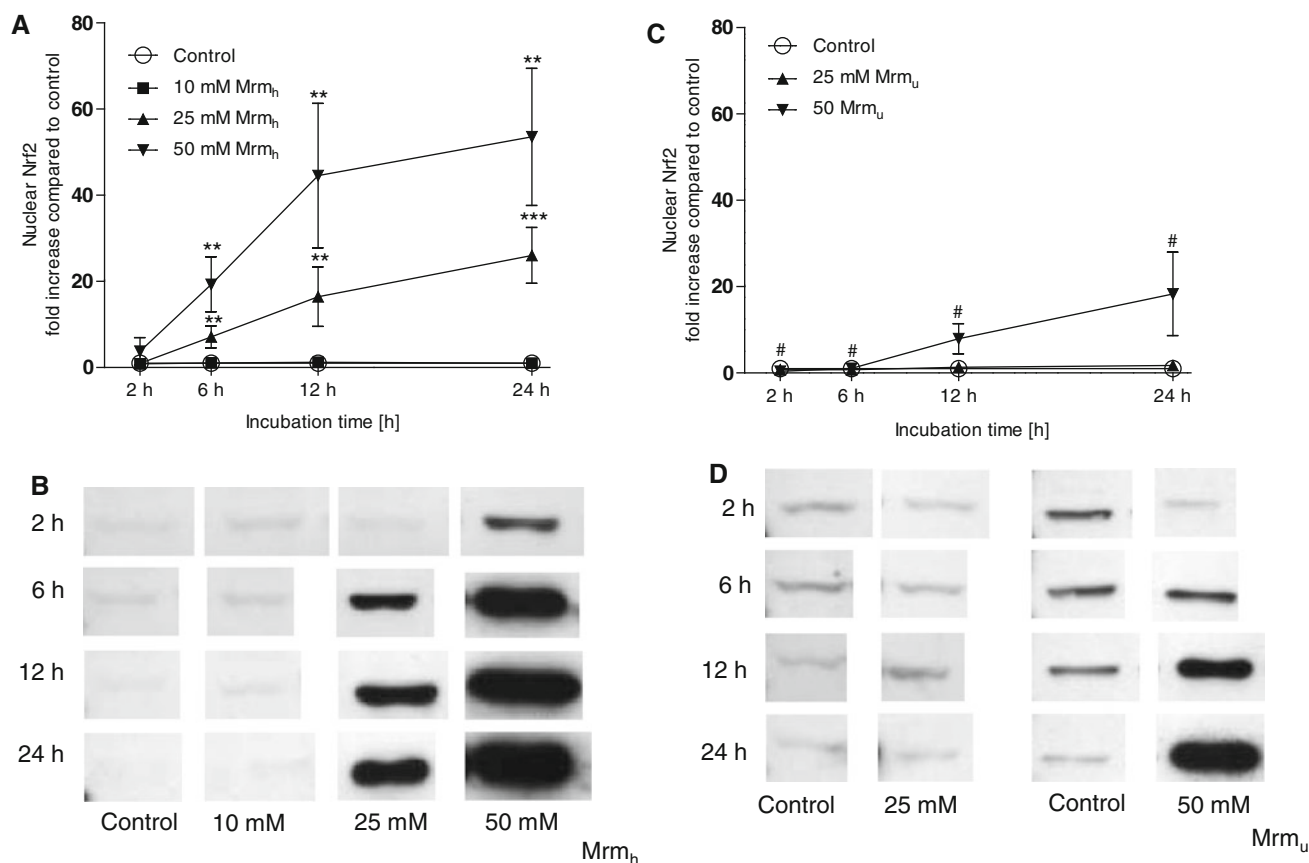 A
80
60
40
20
0
Nuclear Nrf2
fold increase compared to control
Control
10 mM Mrmh
25 mM Mrmh
50 mM Mrmh
**
**
**
**
**
***
2 h
6 h
12 h
24 h
Incubation time [h]
C
80
60
40
20
0
Nuclear Nrf2
fold increase compared to control
Control
25 mM Mrmu
50 Mrmu
#
#
#
#
2 h
6 h
12 h
24 h
Incubation time [h]
B
2 h
6 h
12 h
24 h
Control
10 mM
25 mM
50 mM
Mrmh
D
2 h
6 h
12 h
24 h
Control
25 mM
Control
50 mM
Mrmu